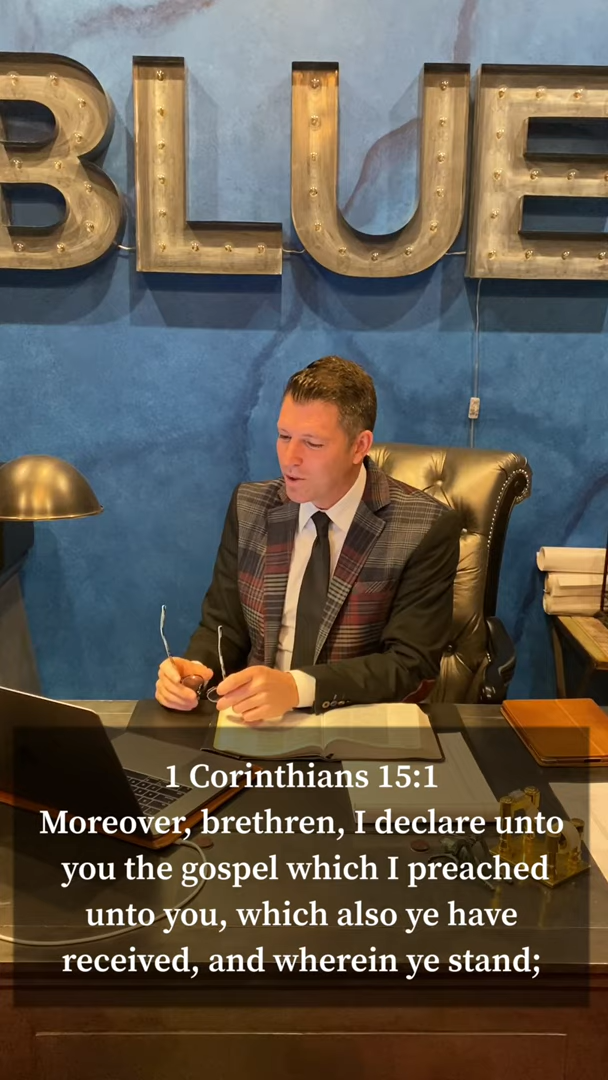 BLUE
1 Corinthians 15:1
Moreover, brethren, I declare unto
you the gospel which I preached
unto you, which also ye have
received, and wherein ye stand;